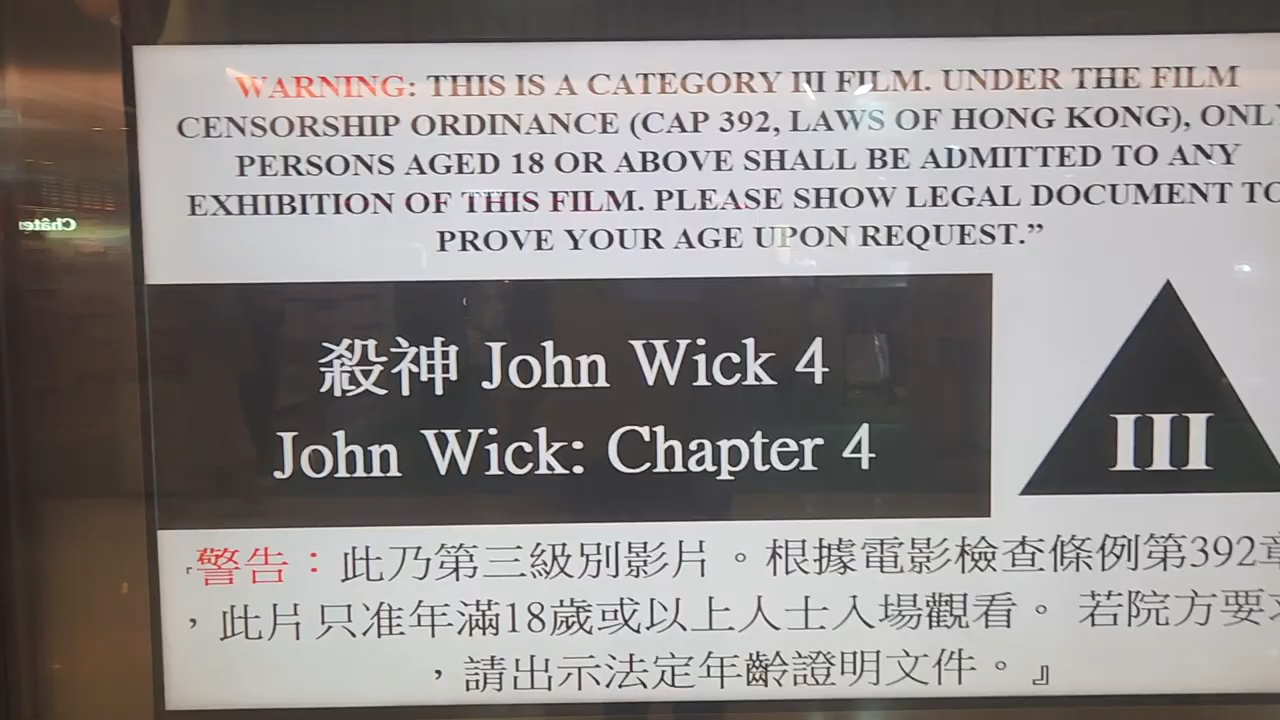 WARNING: THIS IS A CATEGORY III FILM. UNDER THE FILM
CENSORSHIP ORDINANCE (CAP 392, LAWS OF HONG KONG), ONL
PERSONS AGED 18 OR ABOVE SHALL BE ADMITTED TO ANY
EXHIBITION OF THIS FILM. PLEASE SHOW LEGAL DOCUMENT TO
PROVE YOUR AGE UPON REQUEST.”
殺神 John Wick 4
John Wick: Chapter 4
III
「警告：此乃第三級別影片。根據電影檢查條例第392章
，此片只准年滿18歲或以上人士入場觀看。 若院方要
，請出示法定年齡證明文件。』